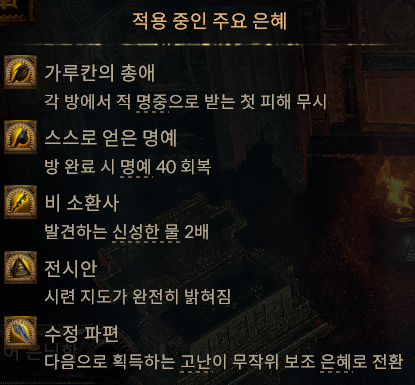 적용 중인 주요 은혜
가루칸의 총애
각 방에서 적 명중으로 받는 첫 피해 무시
스스로 얻은 명예
방 완료 시 명예 40 회복
비 소환사
발견하는 신성한 물 2배
전시안
시련 지도가 완전히 밝혀짐
수정 파편
다음으로 획득하는 고난이 무작위 보조 은혜로 전환